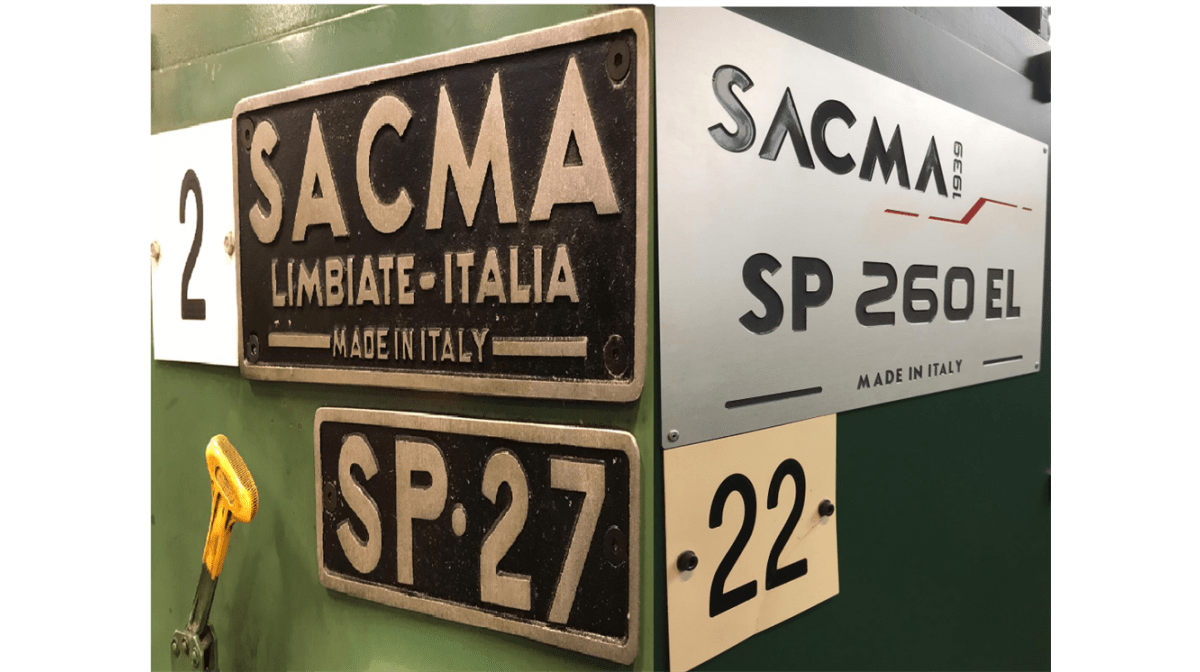 2
SACMA
LIMBIATE-ITALIA
MADE IN ITALY
SP·27
SACMA
1939
SP 260 EL
MADE IN ITALY
22